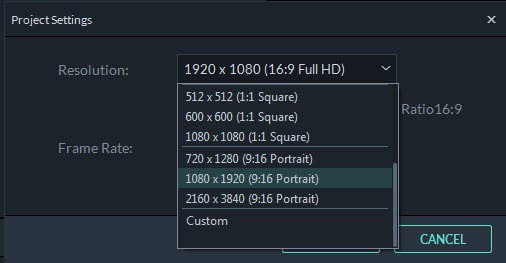 Project Settings
Resolution:
1920 x 1080 (16:9 Full HD)
512 x 512 (1:1 Square)
600 x 600 (1:1 Square)
Ratio16:9
1080 x 1080 (1:1 Square)
Frame Rate:
720 x 1280 (9:16 Portrait)
1080 x 1920 (9:16 Portrait)
2160 x 3840 (9:16 Portrait)
Custom
CANCEL